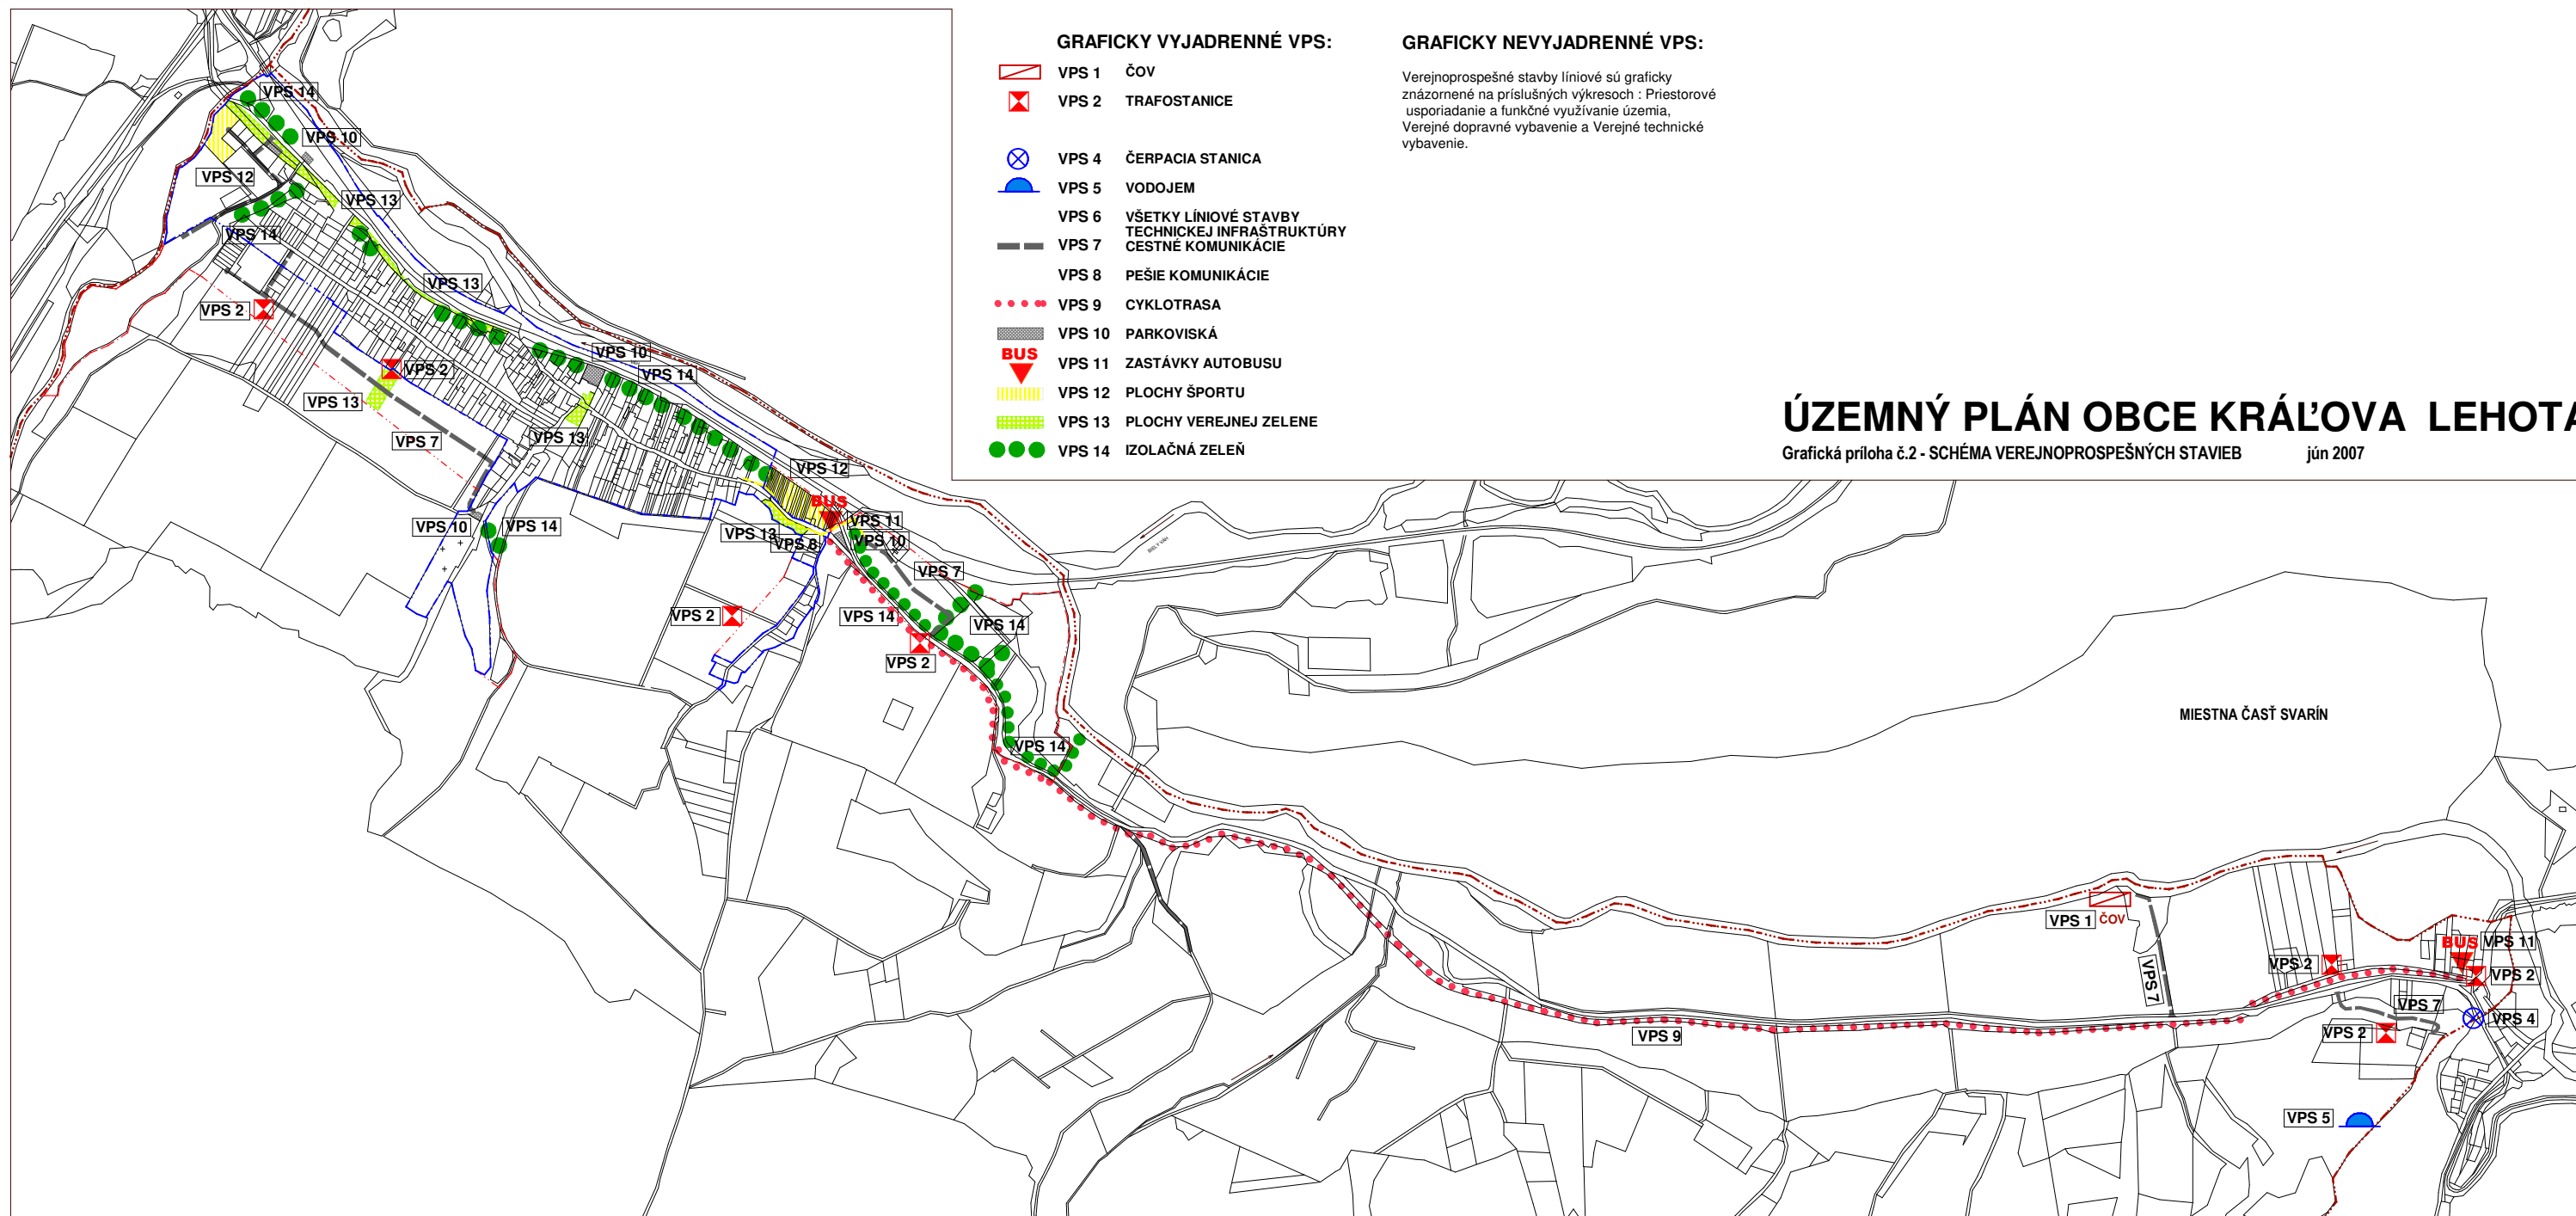 GRAFICKY VYJADRENNÉ VPS:
VPS 1 ČOV
VPS 2 TRAFOSTANICE
VPS 4 ČERPACIA STANICA
VPS 5 VODOJEM
VPS 6 VŠETKY LÍNIOVÉ STAVBY
TECHNICKEJ INFRAŠTRUKTÚRY
VPS 7 CESTNÉ KOMUNIKÁCIE
VPS 8 PEŠIE KOMUNIKÁCIE
VPS 9 CYKLOTRASA
VPS 10 PARKOVISKÁ
BUS
VPS 11 ZASTÁVKY AUTOBUSU
VPS 12 PLOCHY ŠPORTU
VPS 13 PLOCHY VEREJNEJ ZELENE
VPS 14 IZOLAČNÁ ZELEŇ
GRAFICKY NEVYJADRENNÉ VPS:
Verejnoprospešné stavby líniové sú graficky
znázornené na príslušných výkresoch : Priestorové
usporiadanie a funkčné využívanie územia,
Verejné dopravné vybavenie a Verejné technické
vybavenie.
ÚZEMNÝ PLÁN OBCE KRÁĽOVA LEHOTA
Grafická príloha č.2 - SCHÉMA VEREJNOPROSPEŠNÝCH STAVIEB jún 2007
VPS 14
VPS 10
VPS 12
VPS 13
VPS 14
VPS 13
VPS 2
VPS 10
VPS 2
VPS 14
VPS 13
VPS 7
VPS 13
VPS 12
BUS
VPS 10
VPS 14
VPS 13
VPS 11
VPS 8
VPS 10
BIELY VÁH
VPS 7
VPS 2
VPS 14
VPS 14
VPS 2
VPS 14
MIESTNA ČASŤ SVARÍN
VPS 1 ČOV
BUS
VPS 11
VPS 2
VPS 2
VPS 7
VPS 7
VPS 4
VPS 9
VPS 2
VPS 5